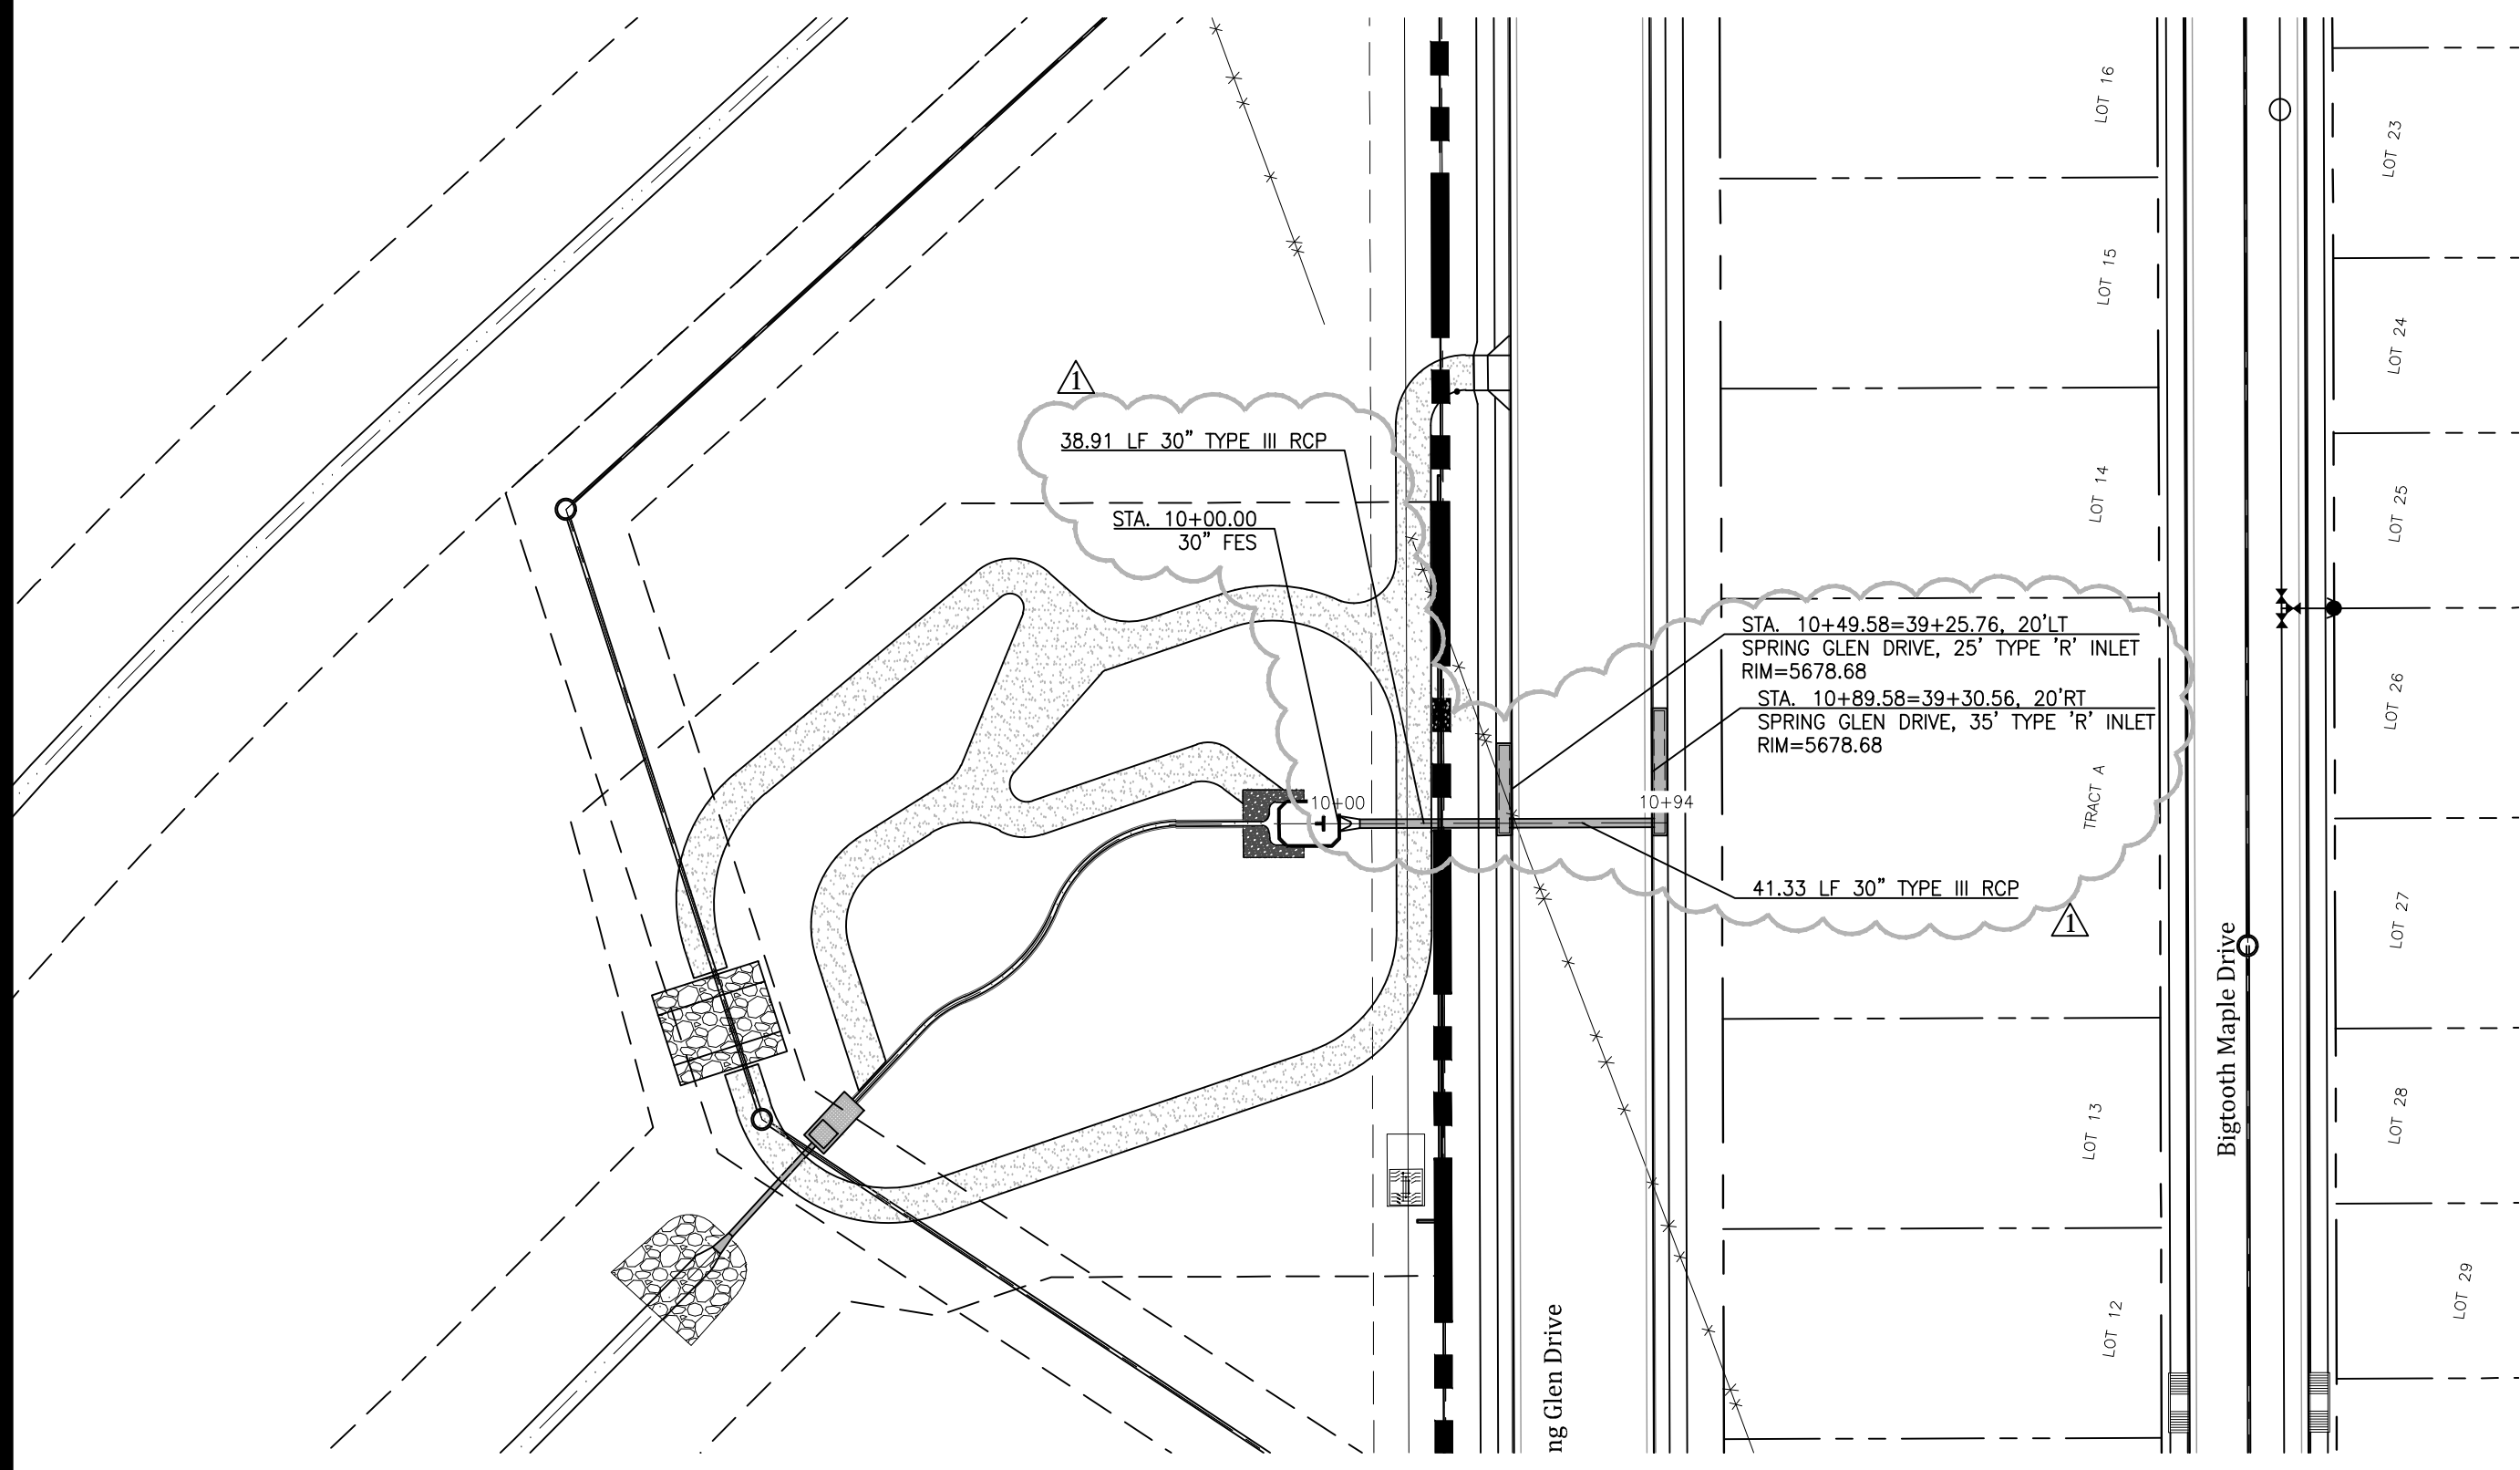 LOT 16
LOT 23
LOT 15
LOT 24
1
38.91 LF 30” TYPE III RCP
LOT 14
LOT 25
STA. 10+00.00
30” FES
STA. 10+49.58=39+25.76, 20'LT
SPRING GLEN DRIVE, 25' TYPE 'R' INLET
RIM=5678.68
STA. 10+89.58=39+30.56, 20'RT
SPRING GLEN DRIVE, 35' TYPE 'R' INLET
RIM=5678.68
LOT 26
TRACT A
10+00
10+94
41.33 LF 30” TYPE III RCP
1
LOT 27
Bigtooth Maple Drive
LOT 13
LOT 28
LOT 29
LOT 12
ng Glen Drive